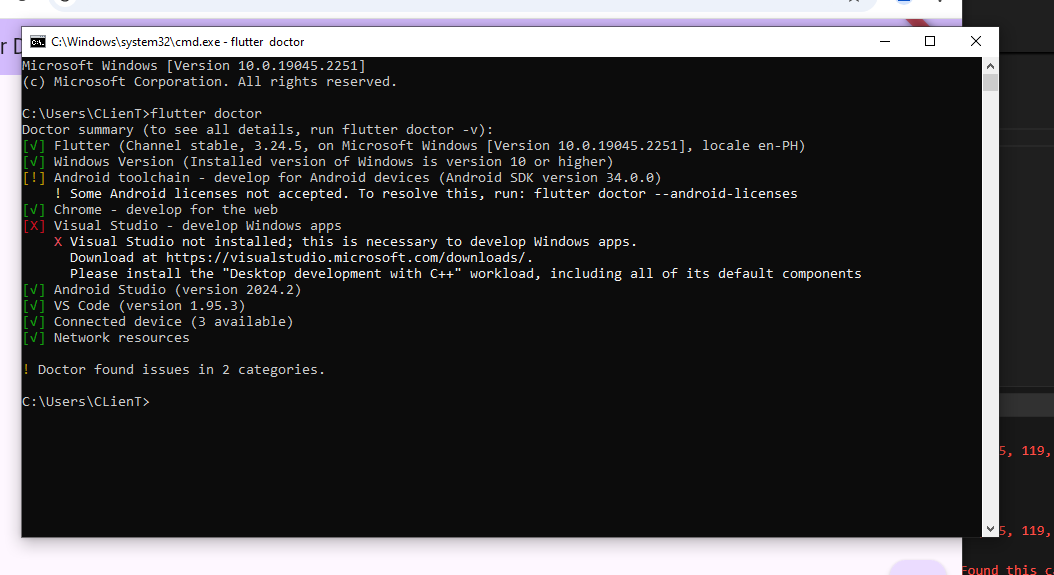 C:\Windows\system32\cmd.exe - flutter  doctor
Microsoft Windows [Version 10.0.19045.2251]
(c) Microsoft Corporation. All rights reserved.
C:\Users\CLienT>flutter doctor
Doctor summary (to see all details, run flutter doctor -v):
[√] Flutter (Channel stable, 3.24.5, on Microsoft Windows [Version 10.0.19045.2251], locale en-PH)
[√] Windows Version (Installed version of Windows is version 10 or higher)
[!] Android toolchain - develop for Android devices (Android SDK version 34.0.0)
    ! Some Android licenses not accepted. To resolve this, run: flutter doctor --android-licenses
[√] Chrome - develop for the web
[X] Visual Studio - develop Windows apps
    X Visual Studio not installed; this is necessary to develop Windows apps.
      Download at https://visualstudio.microsoft.com/downloads/.
      Please install the "Desktop development with C++" workload, including all of its default components
[√] Android Studio (version 2024.2)
[√] VS Code (version 1.95.3)
[√] Connected device (3 available)
[√] Network resources
! Doctor found issues in 2 categories.
C:\Users\CLienT>
5, 119,
5, 119,
Found this c